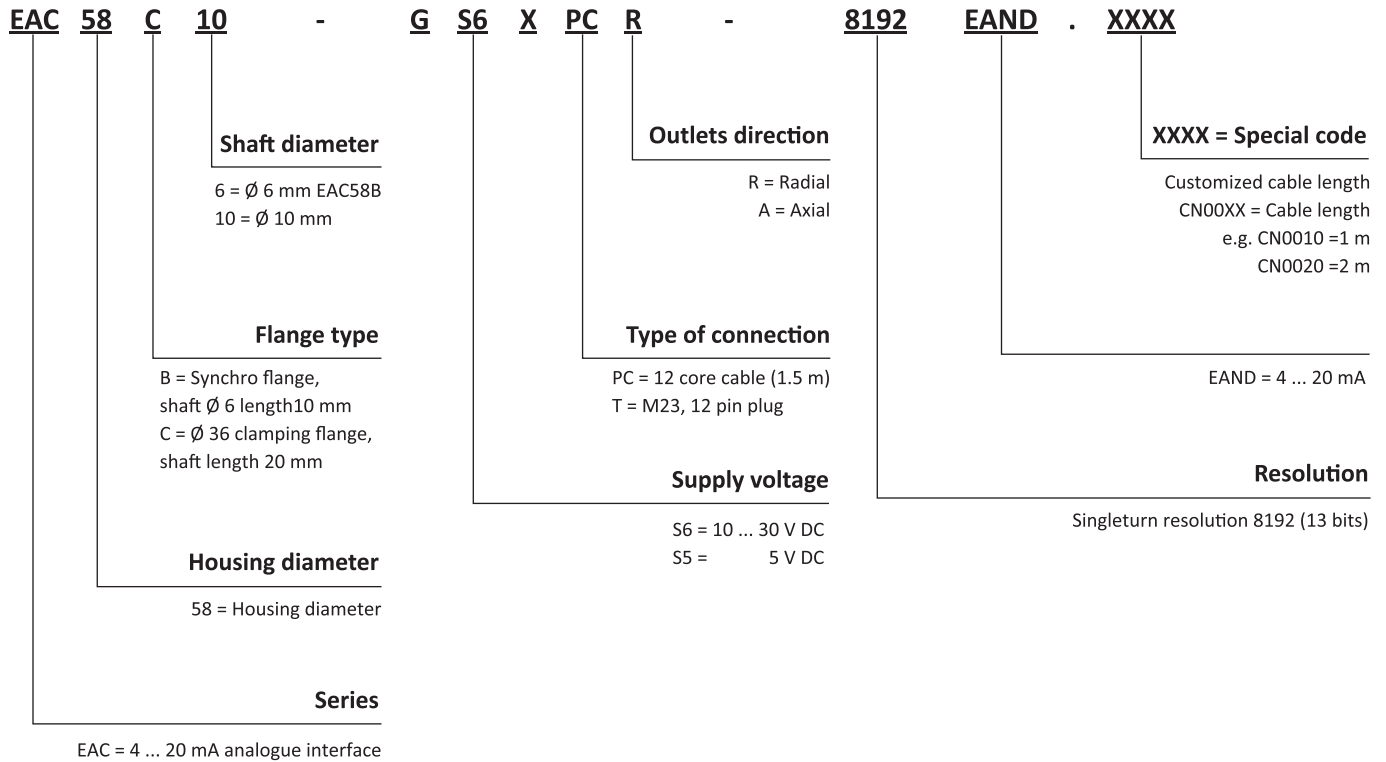 EAC 58 C 10 - G S6 X PC R - 8192 EAND . XXXX
Shaft diameter
6 = Ø 6 mm EAC58B
10 = Ø 10 mm
Flange type
B = Synchro flange,
shaft Ø 6 length10 mm
C = Ø 36 clamping flange,
shaft length 20 mm
Housing diameter
58 = Housing diameter
Series
EAC = 4 ... 20 mA analogue interface
Outlets direction
R = Radial
A = Axial
Type of connection
PC = 12 core cable (1.5 m)
T = M23, 12 pin plug
Supply voltage
S6 = 10 ... 30 V DC
S5 = 5 V DC
XXXX = Special code
Customized cable length
CN00XX = Cable length
e.g. CN0010 =1 m
CN0020 =2 m
EAND = 4 ... 20 mA
Resolution
Singleturn resolution 8192 (13 bits)